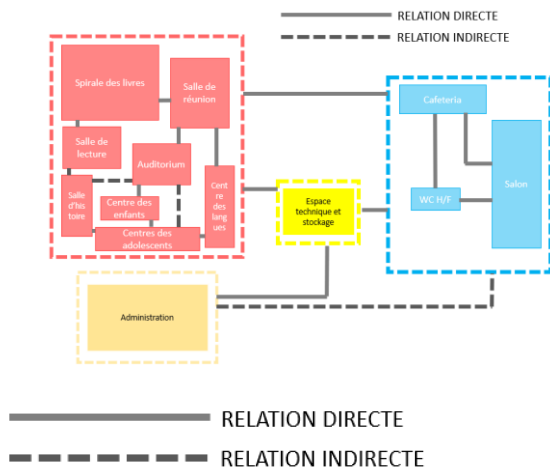 RELATION DIRECTE
RELATION INDIRECTE
Spirale des livres
Salle de
réunion
Cafeteria
Salle de
lecture
Auditorium
Salle
d'his
toire
Centre des
enfants
Cent
re des
lang
ues
Centres des
adolescents
Espace
technique et
stockage
WC H/F
Salon
Administration
RELATION DIRECTE
RELATION INDIRECTE